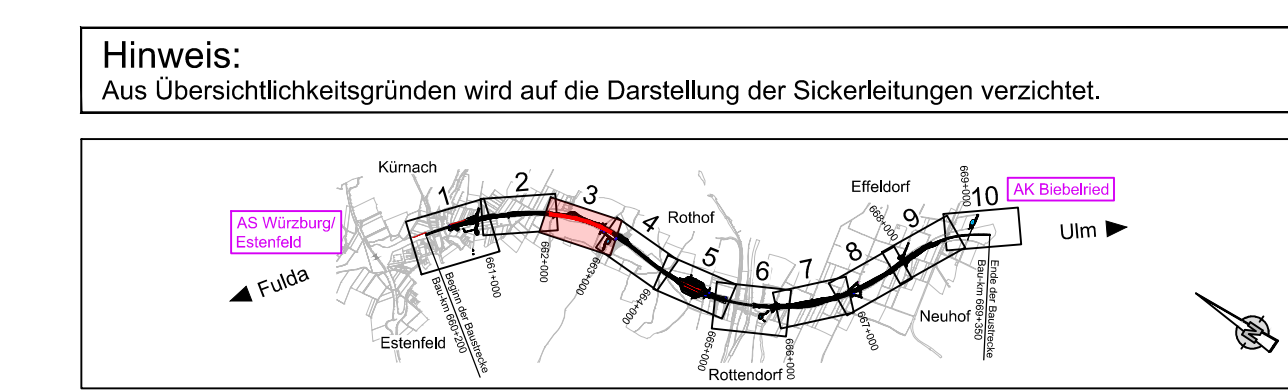 Hinweis:
Aus Übersichtlichkeitsgründen wird auf die Darstellung der Sickerleitungen verzichtet.
Kürnach
AS Würzburg/
Estenfeld
Fulda
Estenfeld
Beginn der Baustrecke
Bau-km 660+200
1
2
3
4
5
6
7
8
9
10
661+000
662+000
663+000
664+000
665+000
666+000
667+000
668+000
669+000
Rothof
Rottendorf
Effeldorf
Neuhof
AK Biebelried
Ulm
Ende der Baustrecke
Bau-km 669+350
N